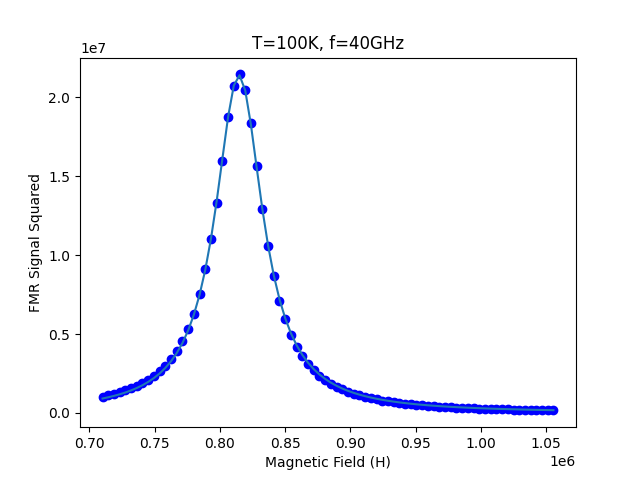 T=100K, f=40GHz
1e7
2.0
1.5
1.0
0.5
0.0
FMR Signal Squared
0.70 0.75 0.80 0.85 0.90 0.95 1.00 1.05
1e6
Magnetic Field (H)